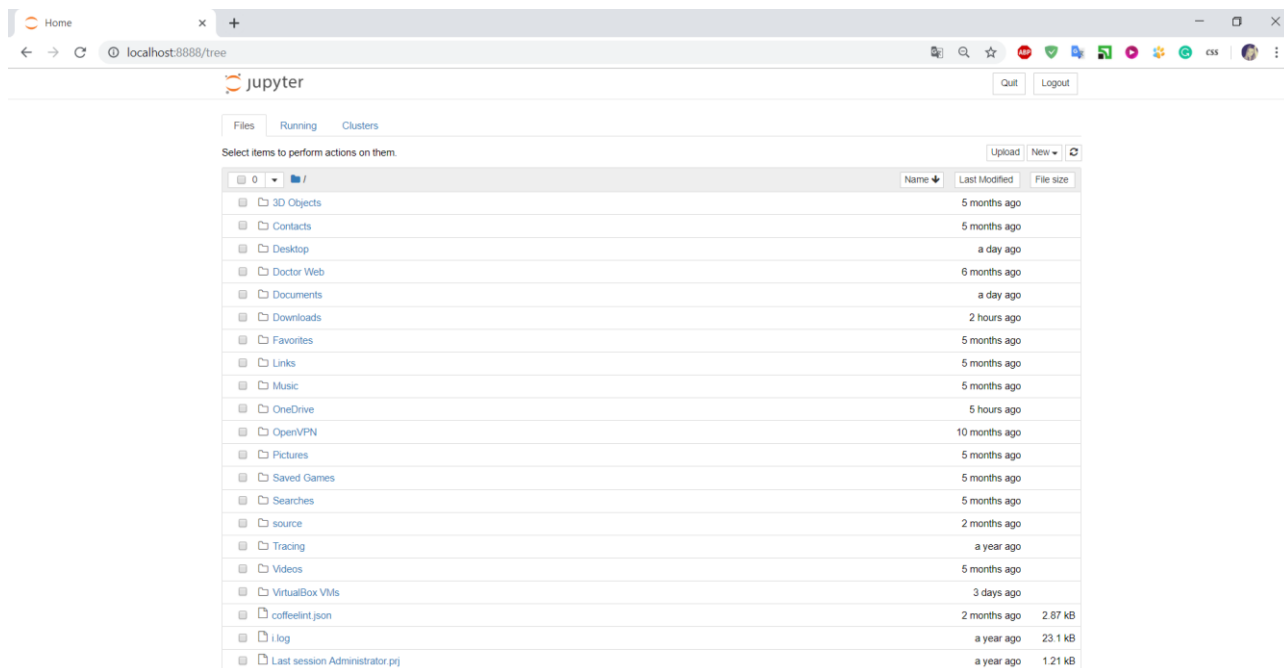 Home
localhost:8888/tree
ABP
CSS
jupyter
Quit Logout
Files Running Clusters
Select items to perform actions on them.
Upload New
0 / Name Last Modified File size
3D Objects 5 months ago
Contacts 5 months ago
Desktop a day ago
Doctor Web 6 months ago
Documents a day ago
Downloads 2 hours ago
Favorites 5 months ago
Links 5 months ago
Music 5 months ago
OneDrive 5 hours ago
OpenVPN 10 months ago
Pictures 5 months ago
Saved Games 5 months ago
Searches 5 months ago
source 2 months ago
Tracing a year ago
Videos 5 months ago
VirtualBox VMs 3 days ago
coffeelint.json 2 months ago 2.87 kB
i.log a year ago 23.1 kB
Last session Administrator.prj a year ago 1.21 kB